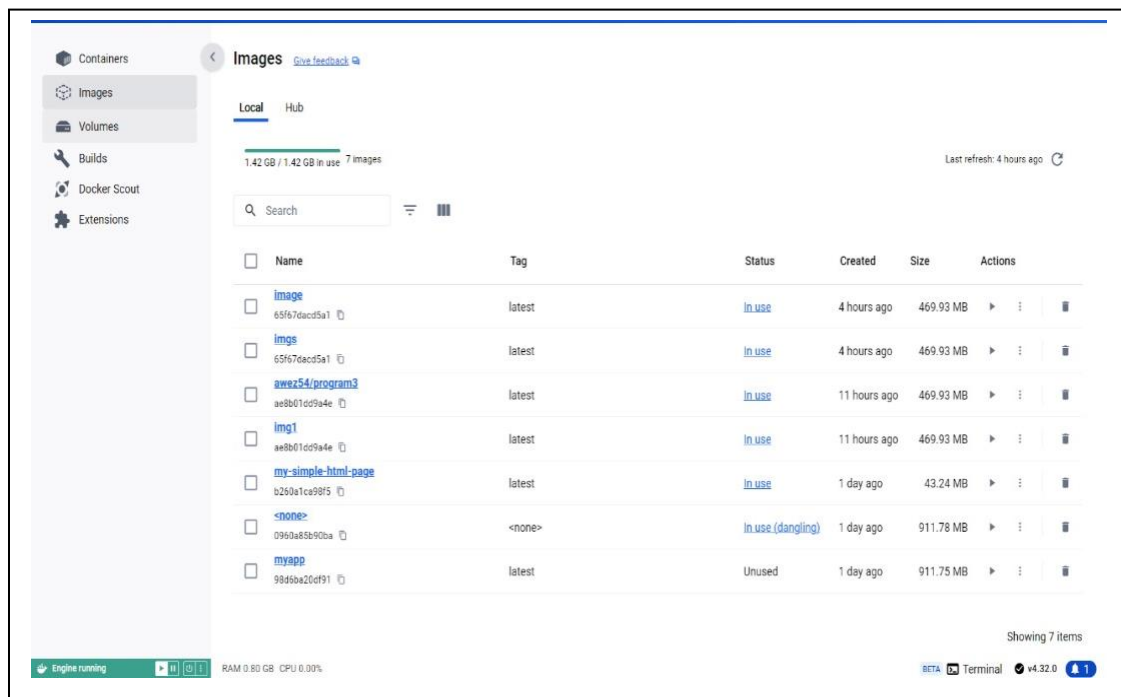 Containers
Images
Volumes
Builds
Docker Scout
Extensions
Images Give feedback
Local Hub
1.42 GB / 1.42 GB in use 7 images
Last refresh: 4 hours ago
Search
Name Tag Status Created Size Actions
image
65f67dacd5a1
latest In use 4 hours ago 469.93 MB
imgs
65f67dacd5a1
latest In use 4 hours ago 469.93 MB
awez54/program3
ae8b01dd9a4e
latest In use 11 hours ago 469.93 MB
img1
ae8b01dd9a4e
latest In use 11 hours ago 469.93 MB
my-simple-html-page
b260a1ca98f5
latest In use 1 day ago 43.24 MB
<none>
0960a85b90ba
<none> In use (dangling) 1 day ago 911.78 MB
myapp
98d6ba20df91
latest Unused 1 day ago 911.75 MB
Showing 7 items
Engine running RAM 0.80 GB CPU 0.00% BETA Terminal v4.32.0 1